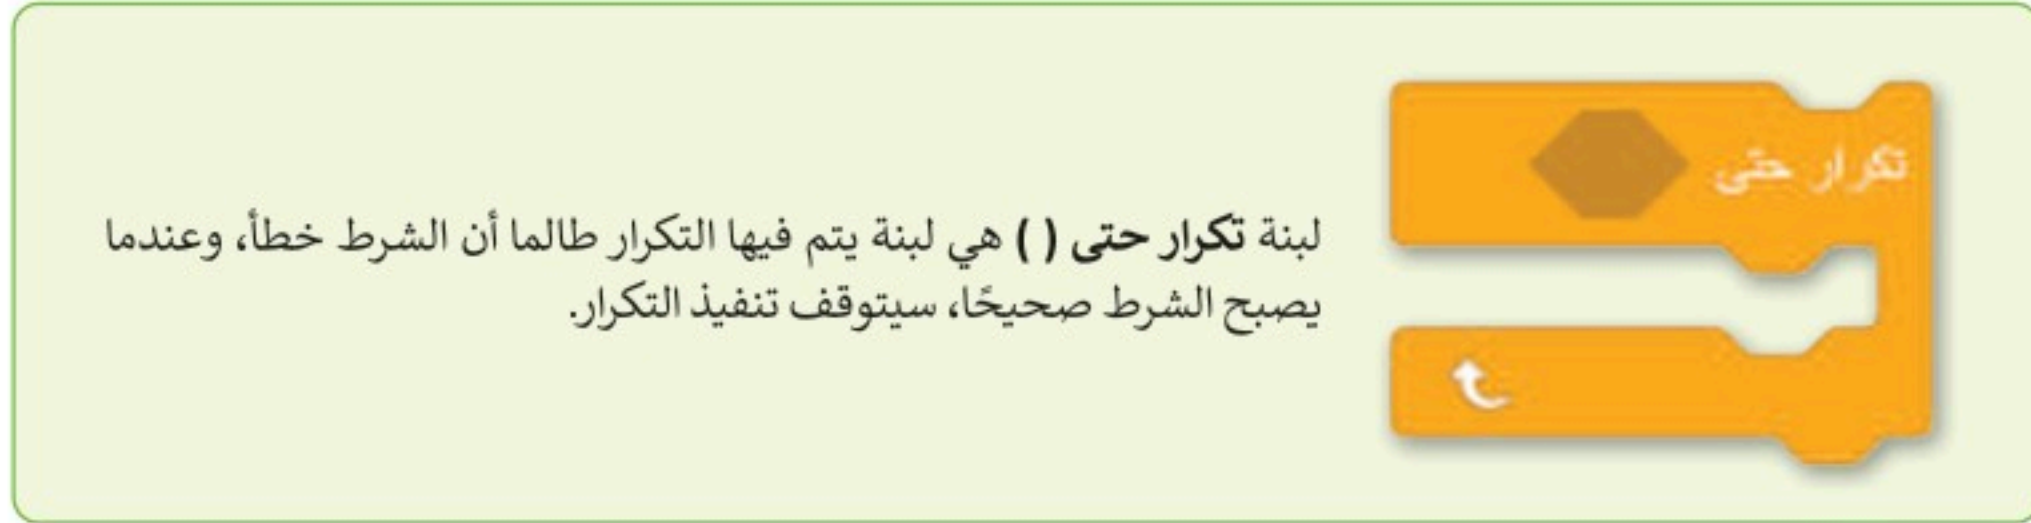 تكرار حتى
لبنة تكرار حتى ( ) هي لبنة يتم فيها التكرار طالما أن الشرط خطأ، وعندما
يصبح الشرط صحيحًا، سيتوقف تنفيذ التكرار.